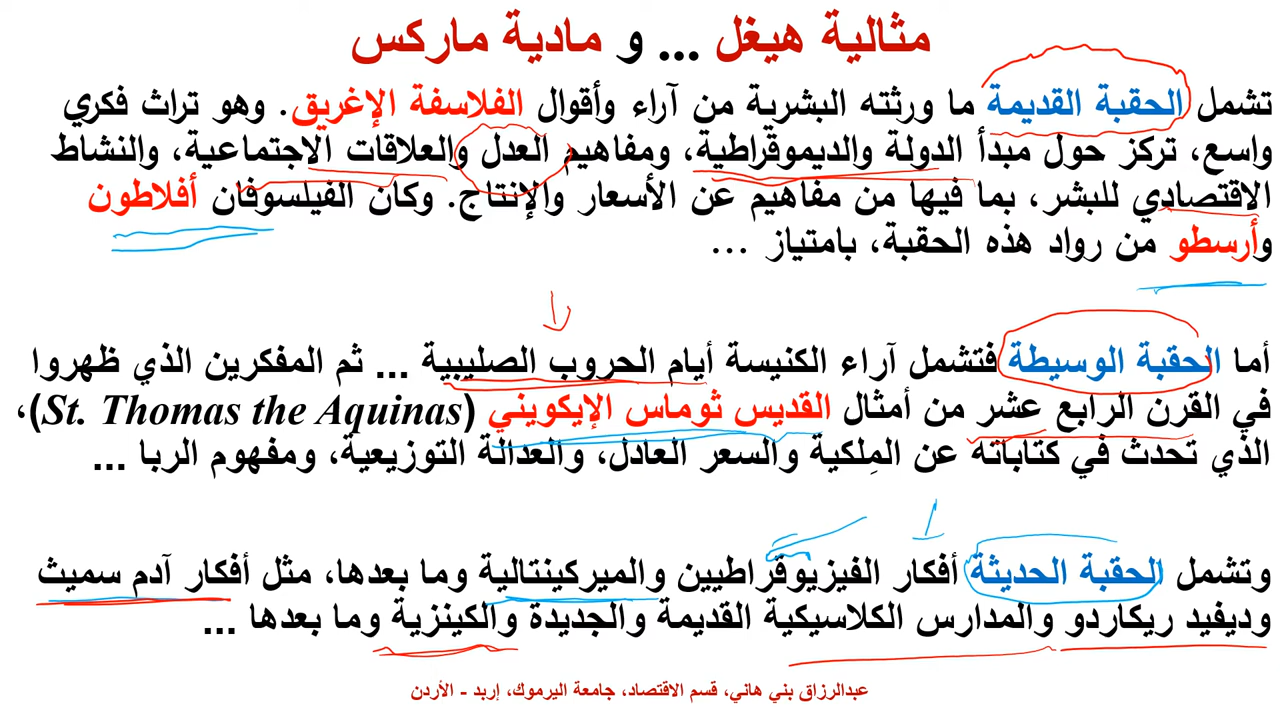 مثالية هيغل ... و مادية ماركس
تشمل الحقبة القديمة ما ورثته البشرية من آراء وأقوال الفلاسفة الإغريق. وهو تراث فكري
واسع، تركز حول مبدأ الدولة والديموقراطية، ومفاهيم العدل والعلاقات الاجتماعية، والنشاط
الاقتصادي للبشر، بما فيها من مفاهيم عن الأسعار والإنتاج. وكان الفيلسوفان أفلاطون
وأرسطو من رواد هذه الحقبة، بامتياز ...
أما الحقبة الوسيطة فتشمل آراء الكنيسة أيام الحروب الصليبية ... ثم المفكرين الذي ظهروا
في القرن الرابع عشر من أمثال القديس ثوماس الإيكويني (St. Thomas the Aquinas)،
الذي تحدث في كتاباته عن المِلكية والسعر العادل، والعدالة التوزيعية، ومفهوم الربا ...
وتشمل الحقبة الحديثة أفكار الفيزيوقراطيين والميركينتالية وما بعدها، مثل أفكار آدم سميث
وديفيد ريكاردو والمدارس الكلاسيكية القديمة والجديدة والكينزية وما بعدها ...
عبدالرزاق بني هاني، قسم الاقتصاد، جامعة اليرموك، إربد - الأردن